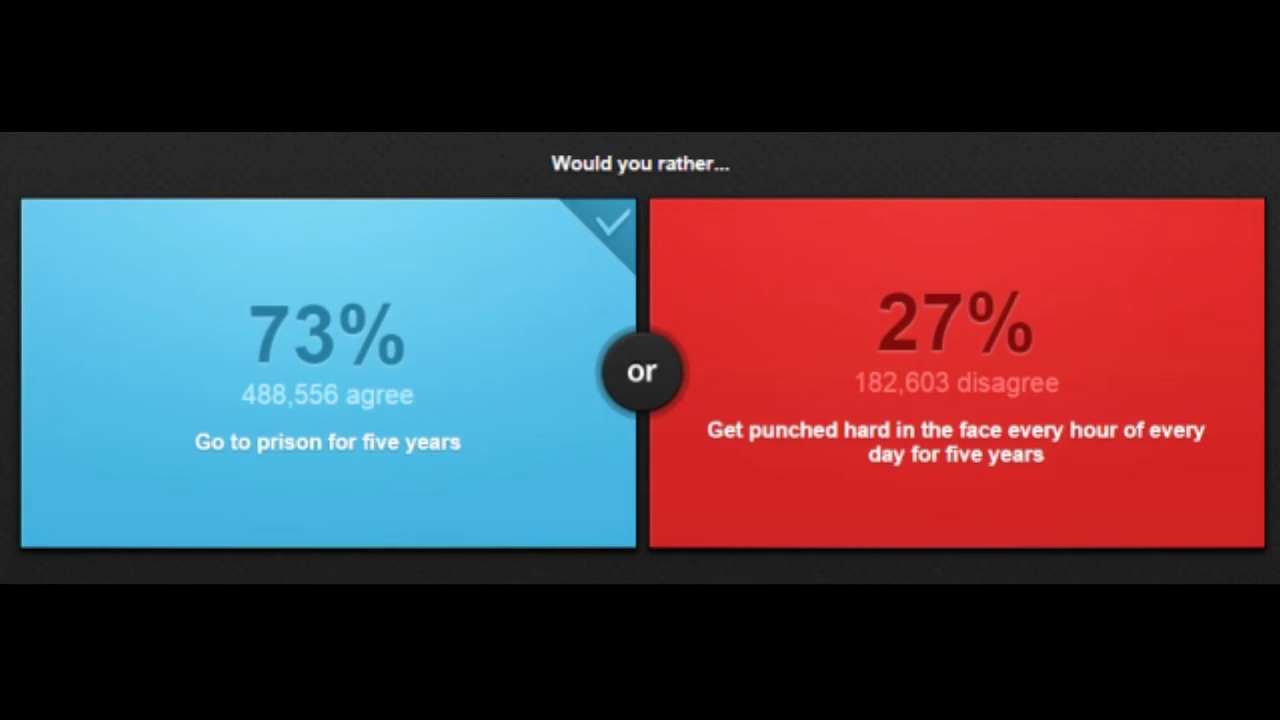 Would you rather...
73%
488,556 agree
Go to prison for five years
or
27%
182,603 disagree
Get punched hard in the face every hour of every
day for five years